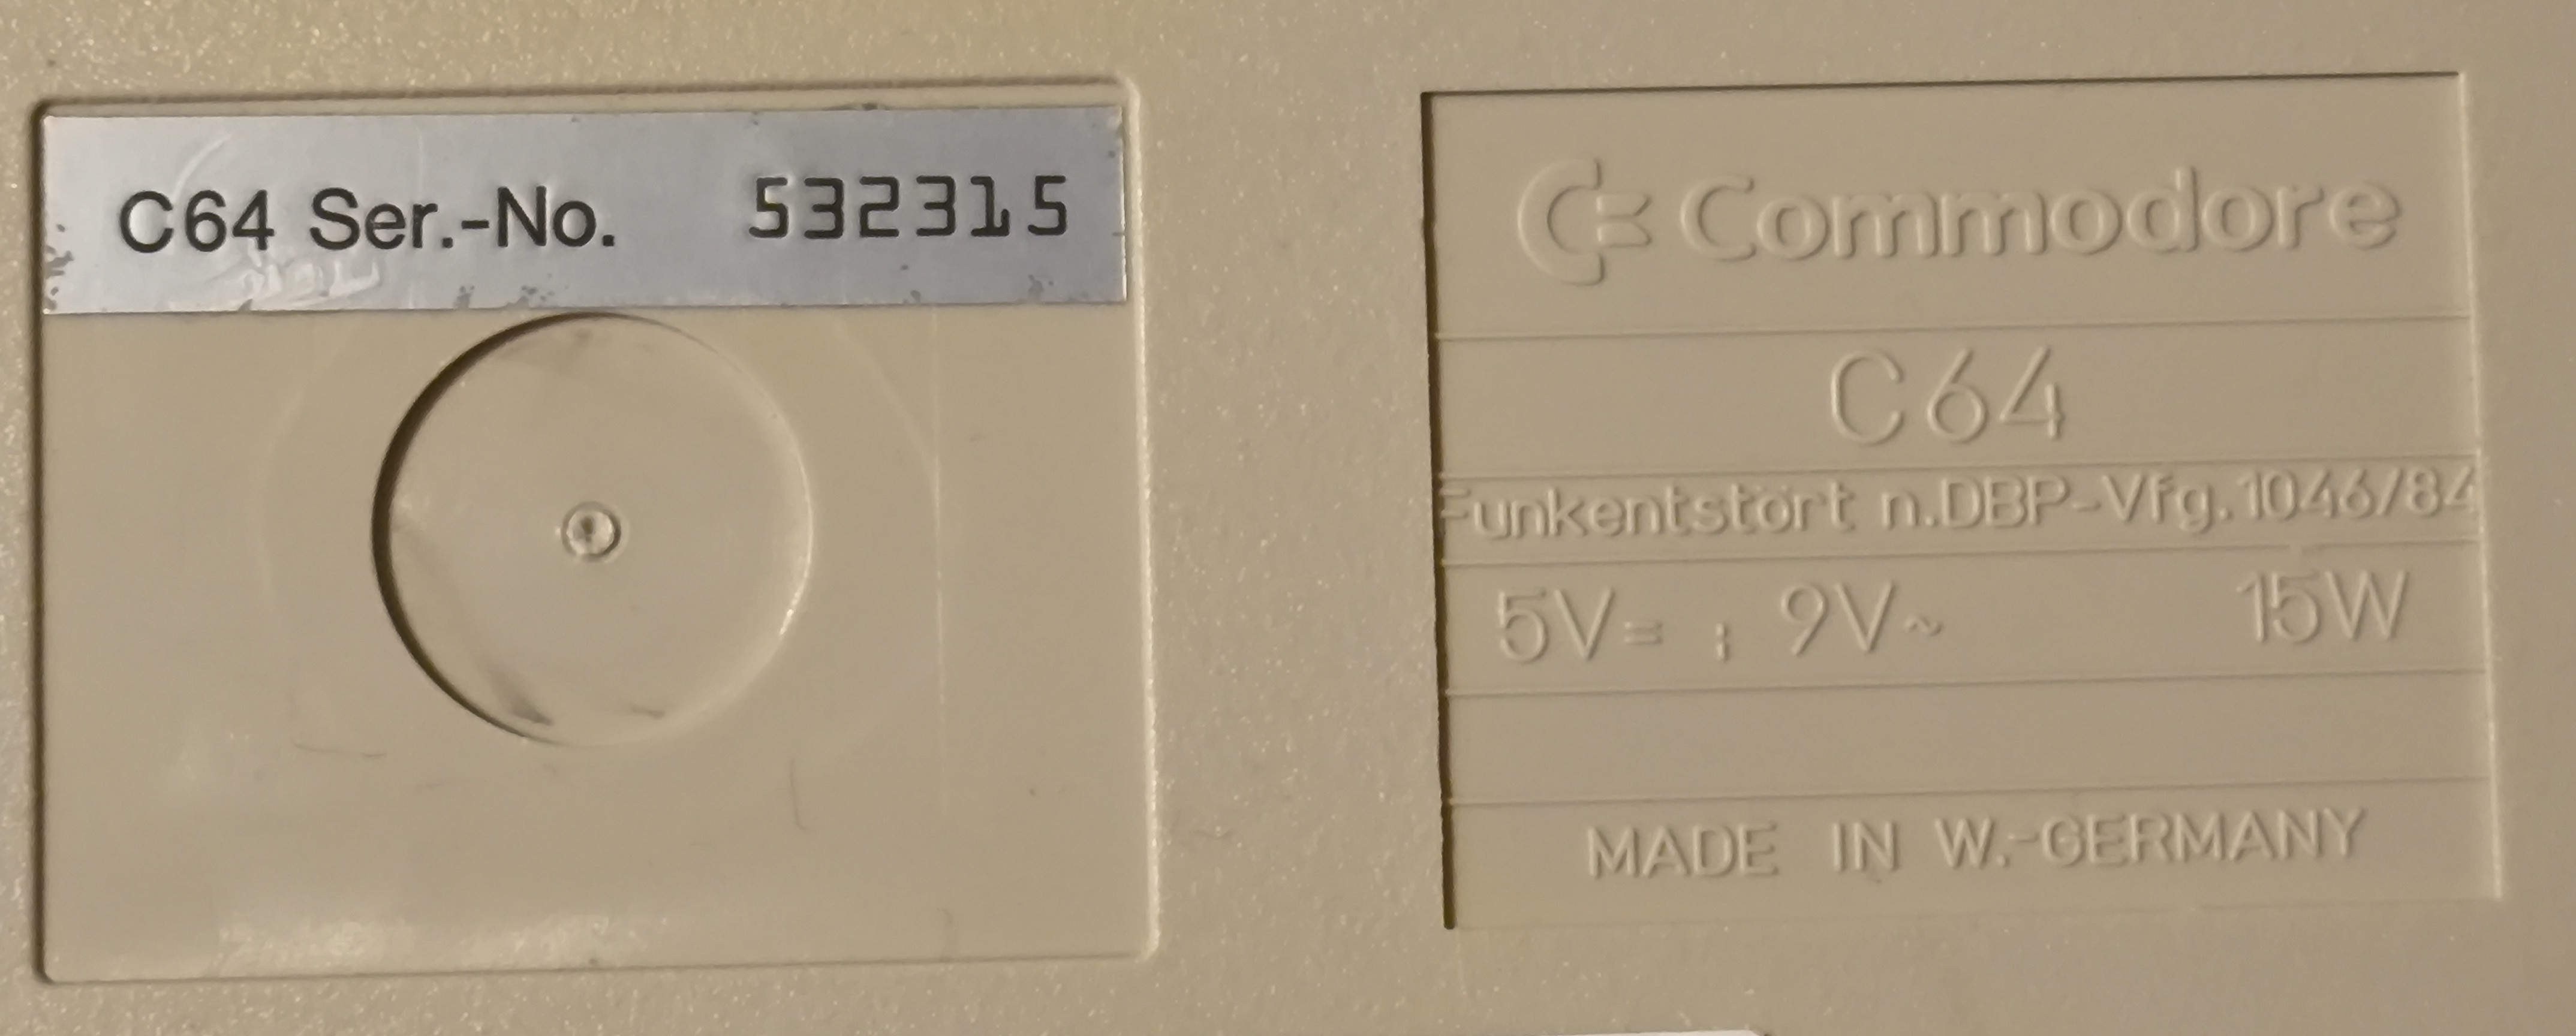 C64 Ser.-No. 532315
Commodore
C64
Funkentstört n.DBP-Vfg.1046/84
5V= ; 9V~ 15W
MADE IN W.-GERMANY